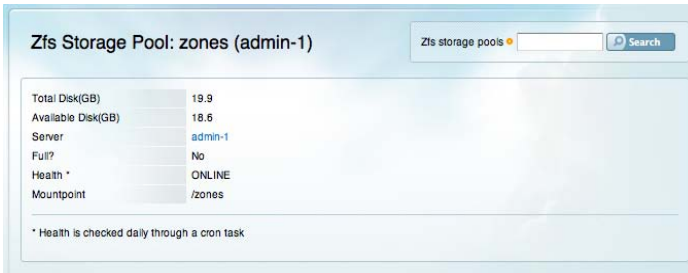 Zfs Storage Pool: zones (admin-1)
Zfs storage pools Search
Total Disk(GB) 19.9
Available Disk(GB) 18.6
Server admin-1
Full? No
Health * ONLINE
Mountpoint /zones
* Health is checked daily through a cron task